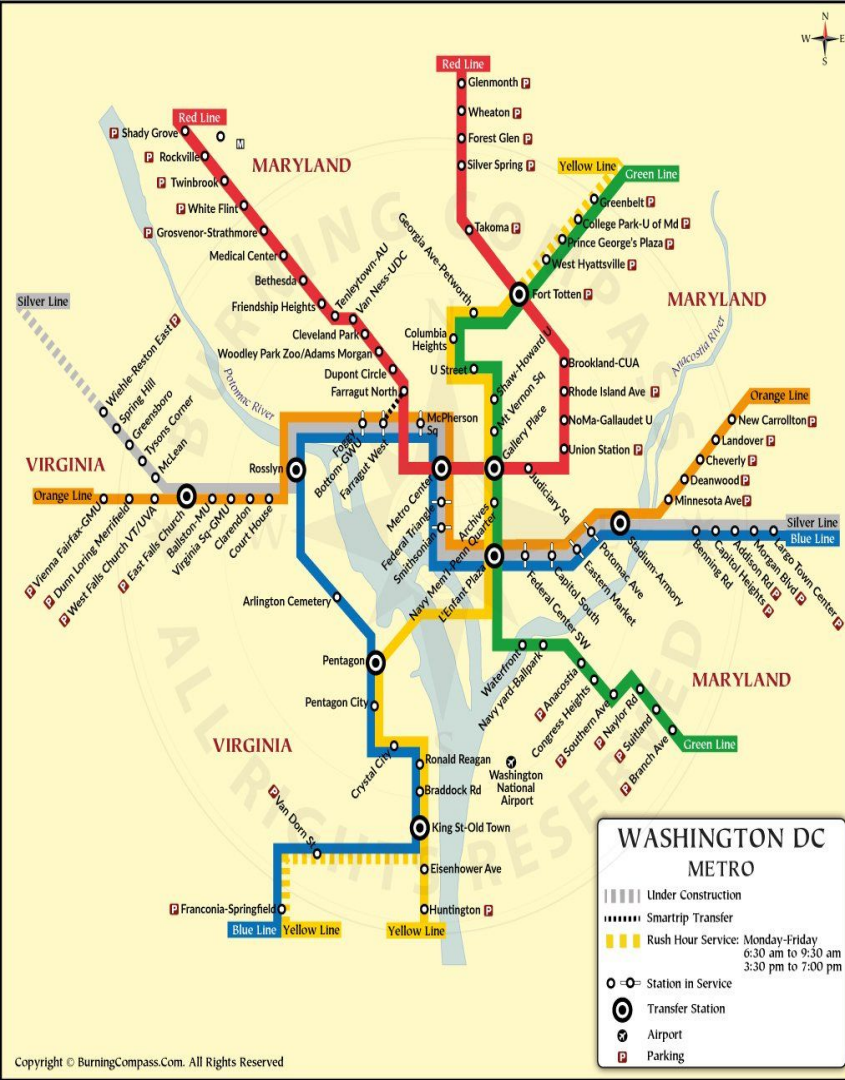 N
W E
S
Red Line
Glenmonth P
Wheaton P
Forest Glen P
Silver Spring P
Takoma P
Red Line
P Shady Grove
M
P Rockville
P Twinbrook
P White Flint
P Grosvenor-Strathmore
Medical Center
Bethesda
Friendship Heights
Tenleytown-AU
Van Ness-UDC
Cleveland Park
Woodley Park Zoo/Adams Morgan
Dupont Circle
Farragut North
MARYLAND
Yellow Line
Green Line
Greenbelt P
College Park-U of Md P
Prince George's Plaza P
West Hyattsville P
Fort Totten P
Georgia Ave-Petworth
Columbia
Heights
U Street
Shaw-Howard U
Mt Vernon Sq
Gallery Place
MARYLAND
Anacostia River
Potomac River
Brookland-CUA
Rhode Island Ave P
NoMa-Gallaudet U
Union Station P
Judiciary Sq
Silver Line
Wiehle-Reston East P
Spring Hill
Greensboro
Tysons Corner
McLean
VIRGINIA
Orange Line
P Vienna Fairfax-GMU
P Dunn Loring Merrifield
P West Falls Church VT/UVA
P East Falls Church
Ballston-MU
Virginia Sq-GMU
Clarendon
Court House
Rosslyn
Foggy
Bottom-GWU
Farragut West
McPherson
Sq
Metro Center
Federal Triangle
Smithsonian
Archives
Navy Mem'l-Penn Quarter
L'Enfant Plaza
Federal Center SW
Capitol South
Eastern Market
Potomac Ave
Stadium-Armory
Orange Line
New Carrollton P
Landover P
Cheverly P
Deanwood P
Minnesota Ave P
Silver Line
Blue Line
Benning Rd
Capitol Heights P
Addison Rd P
Morgan Blvd P
Largo Town Center P
Arlington Cemetery
Pentagon
Pentagon City
Crystal City
Ronald Reagan
Braddock Rd
King St-Old Town
Eisenhower Ave
Huntington P
Yellow Line
P Van Dorn St
P Franconia-Springfield
Blue Line
Yellow Line
VIRGINIA
Waterfront
Navy yard-Ballpark
P Anacostia
Congress Heights
P Southern Ave
P Naylor Rd
P Suitland
P Branch Ave
Green Line
MARYLAND
Washington
National
Airport
BURNING COMPASS
ALL RIGHTS RESERVED
WASHINGTON DC
METRO
Under Construction
Smartrip Transfer
Rush Hour Service: Monday-Friday
6:30 am to 9:30 am
3:30 pm to 7:00 pm
Station in Service
Transfer Station
Airport
P Parking
Copyright © BurningCompass.Com. All Rights Reserved